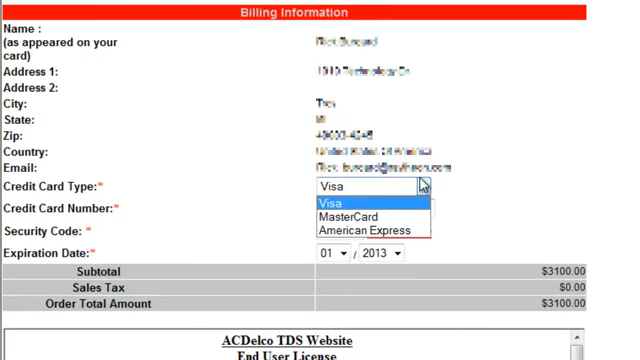 Billing Information
Name :
(as appeared on your
card)
Address 1:
Address 2:
City:
State:
Zip:
Country:
Email:
Credit Card Type:* Visa
Visa
Credit Card Number:*
MasterCard
Security Code: * American Express
Expiration Date:* 01 / 2013
Subtotal $3100.00
Sales Tax $0.00
Order Total Amount $3100.00
ACDelco TDS Website
End User License